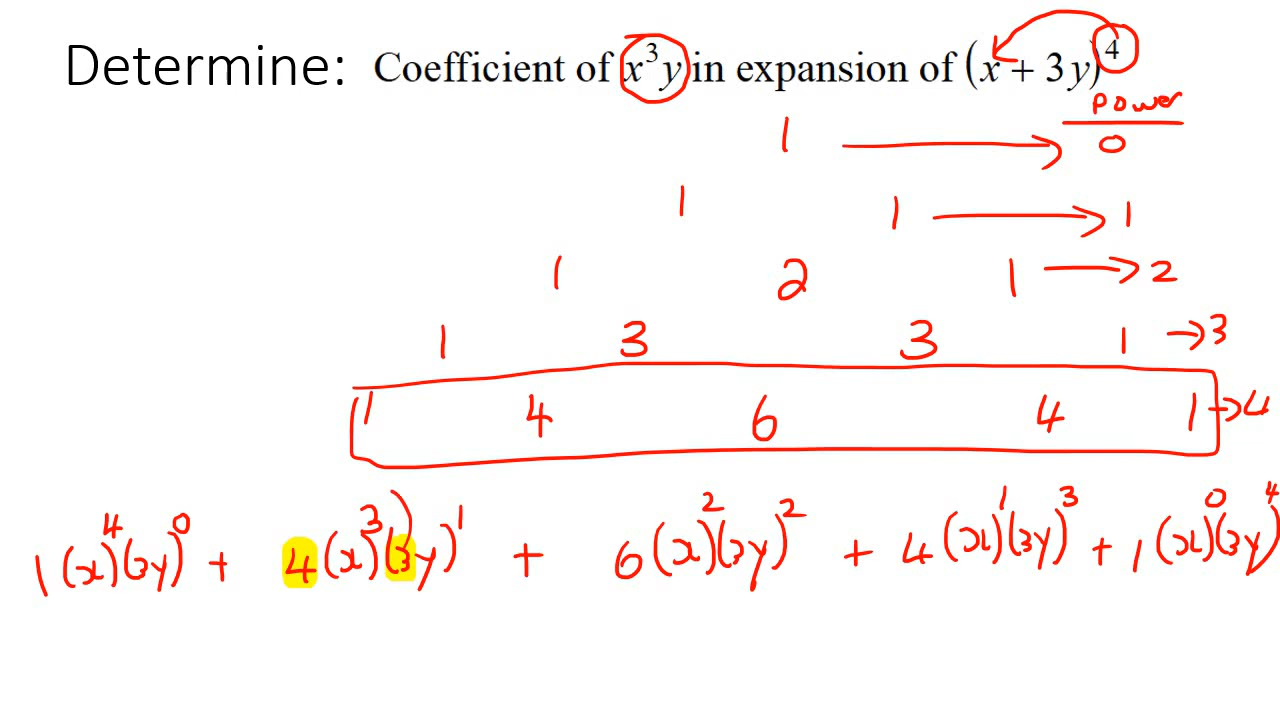 Determine: Coefficient of x³y in expansion of (x + 3y)⁴
power
1 → 0
1 1 → 1
1 2 1 → 2
1 3 3 1 → 3
1 4 6 4 1 → 4
1(x)⁴(3y)⁰ + 4(x)³(3y)¹ + 6(x)²(3y)² + 4(x)¹(3y)³ + 1(x)⁰(3y)⁴